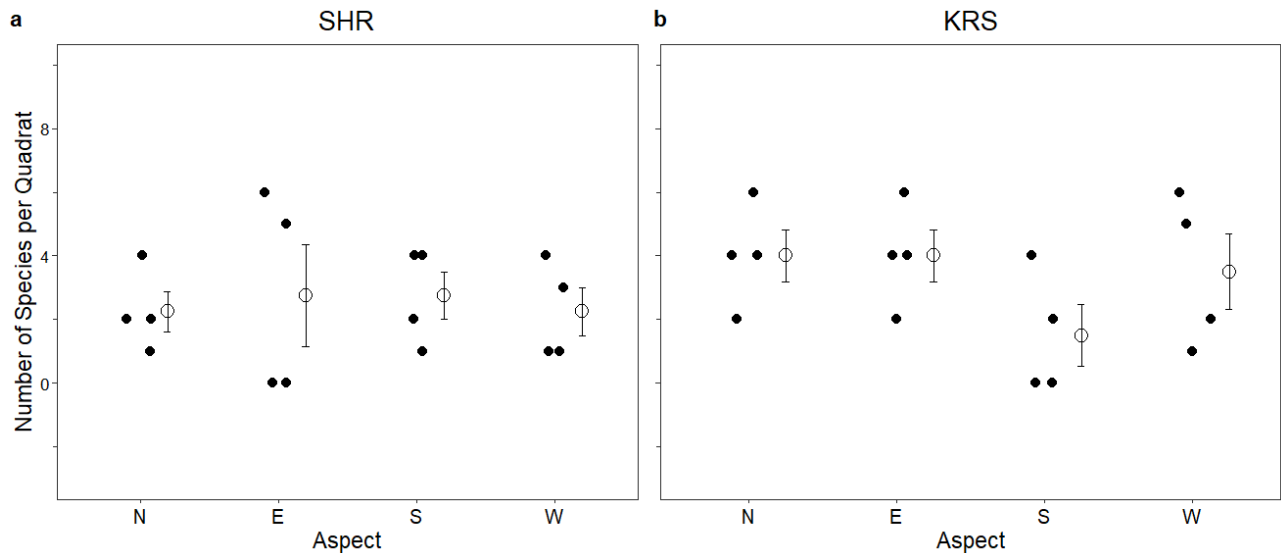 a SHR
b KRS
Number of Species per Quadrat
8
4
0
N E S W
Aspect
N E S W
Aspect